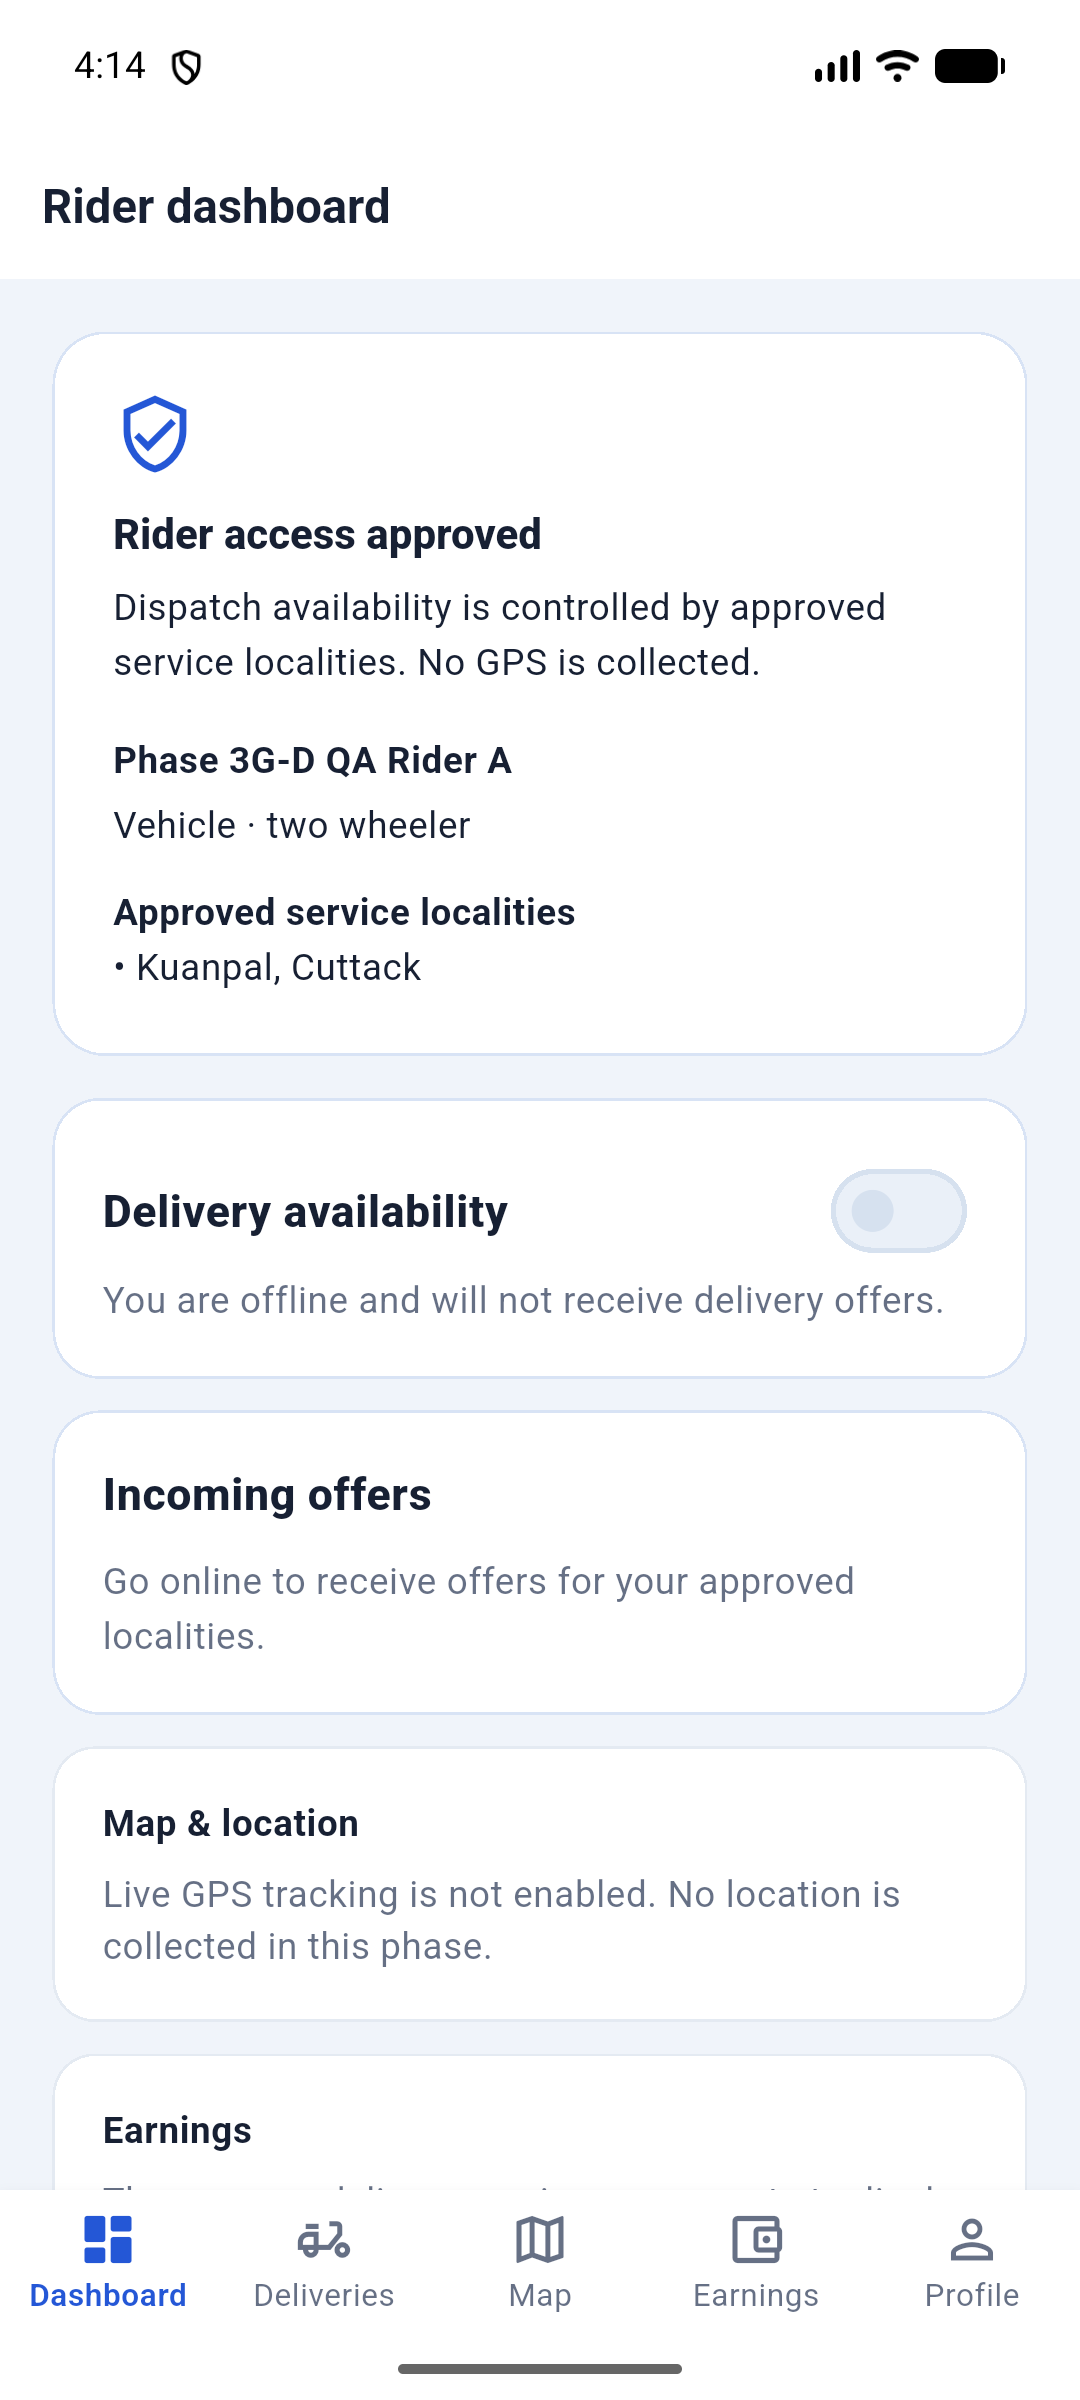 4:14
Rider dashboard
Rider access approved
Dispatch availability is controlled by approved
service localities. No GPS is collected.
Phase 3G-D QA Rider A
Vehicle · two wheeler
Approved service localities
• Kuanpal, Cuttack
Delivery availability
You are offline and will not receive delivery offers.
Incoming offers
Go online to receive offers for your approved
localities.
Map & location
Live GPS tracking is not enabled. No location is
collected in this phase.
Earnings
Dashboard
Deliveries
Map
Earnings
Profile